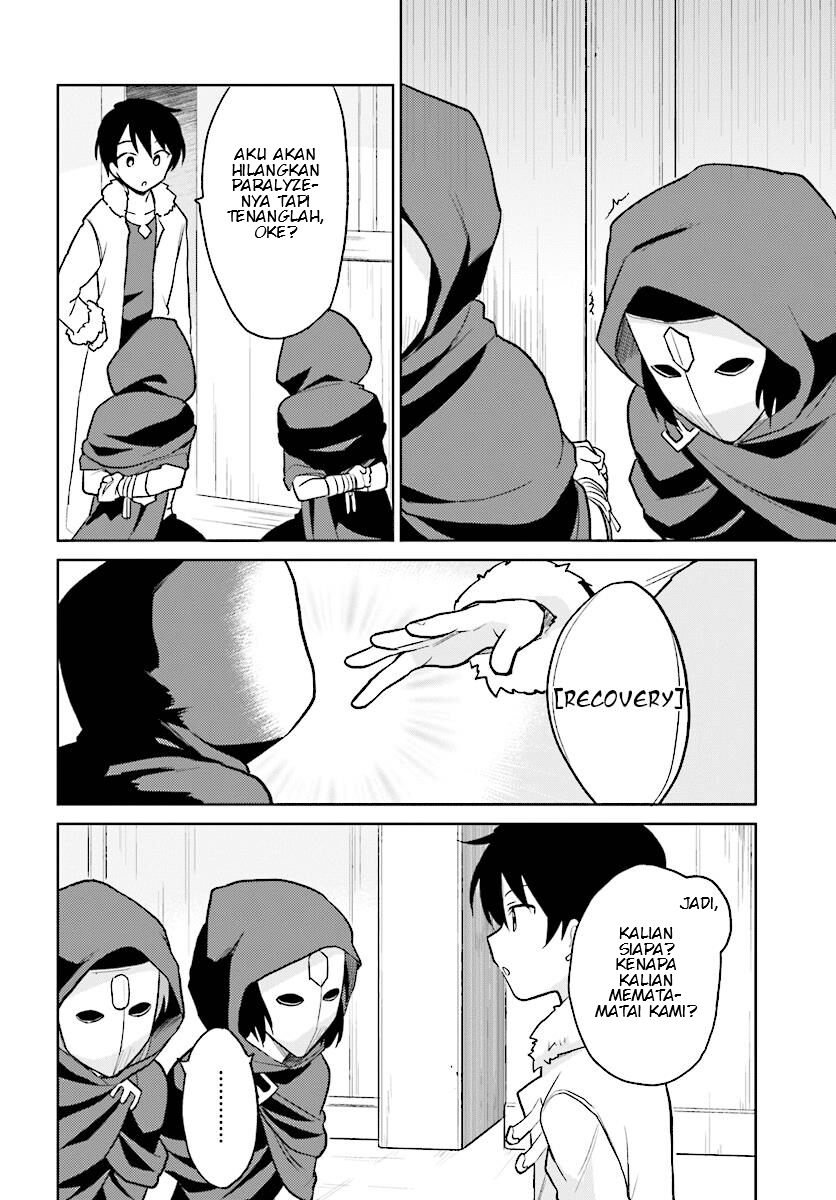 AKU AKAN
HILANGKAN
PARALYZE-
NYA TAPI
TENANGLAH,
OKE?
[RECOVERY]
JADI,
KALIAN
SIAPA?
KENAPA
KALIAN
MEMATA-
MATAI KAMI?
.........